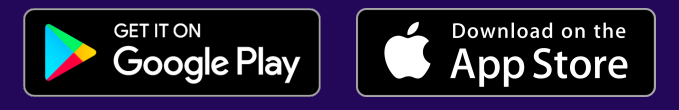 GET IT ON
Google Play
Download on the
App Store